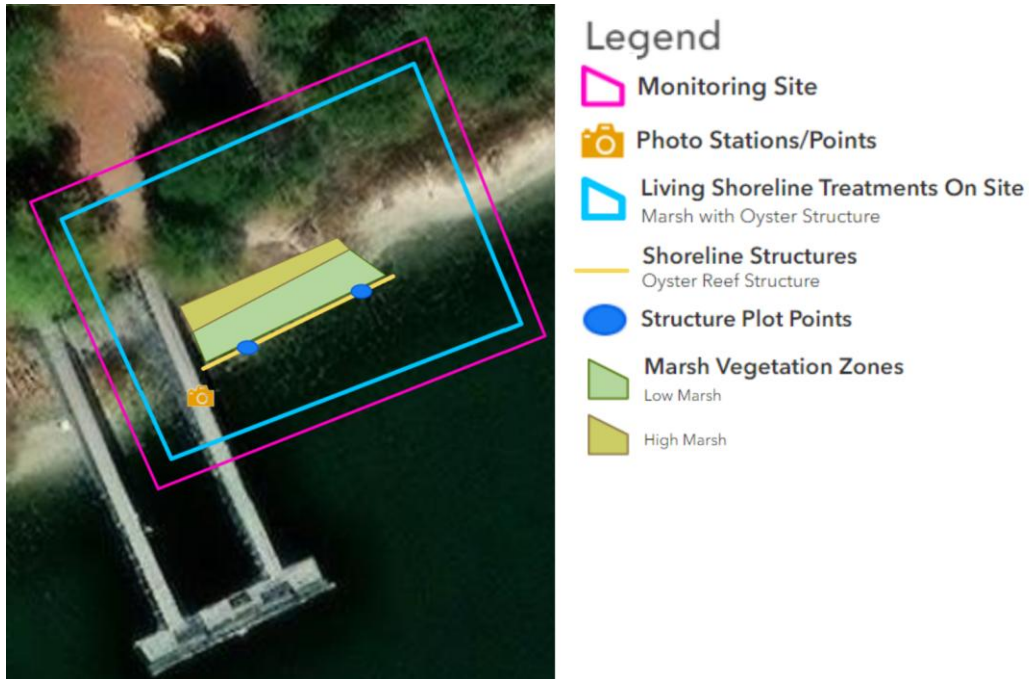 Legend
Monitoring Site
Photo Stations/Points
Living Shoreline Treatments On Site
Marsh with Oyster Structure
Shoreline Structures
Oyster Reef Structure
Structure Plot Points
Marsh Vegetation Zones
Low Marsh
High Marsh